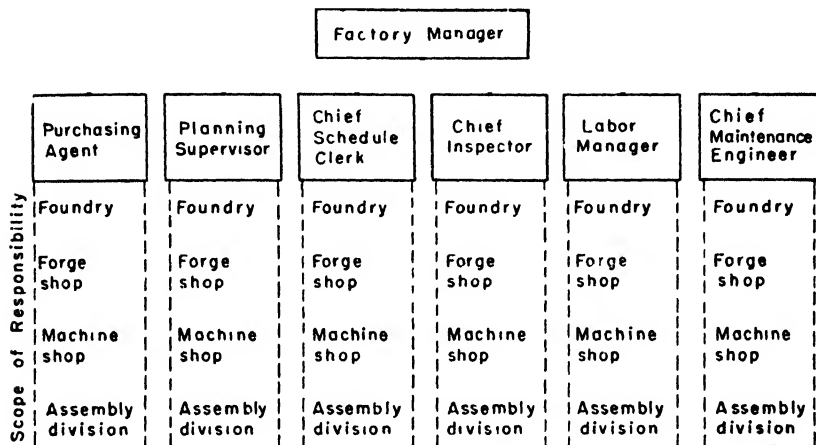 Factory Manager
Purchasing
Agent
Planning
Supervisor
Chief
Schedule
Clerk
Chief
Inspector
Labor
Manager
Chief
Maintenance
Engineer
Scope of Responsibility
Foundry
Foundry
Foundry
Foundry
Foundry
Foundry
Forge
shop
Forge
shop
Forge
shop
Forge
shop
Forge
shop
Forge
shop
Machine
shop
Machine
shop
Machine
shop
Machine
shop
Machine
shop
Machine
shop
Assembly
division
Assembly
division
Assembly
division
Assembly
division
Assembly
division
Assembly
division